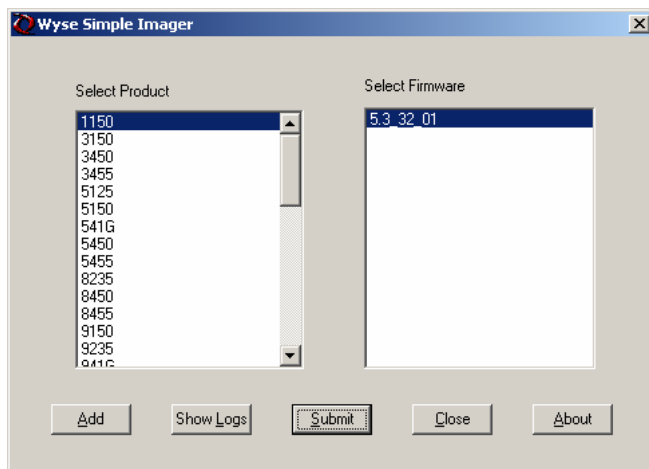 Wyse Simple Imager
Select Product
1150
3150
3450
3455
5125
5150
541G
5450
5455
8235
8450
8455
9150
9235
941G
Select Firmware
5.3_32_01
Add
Show Logs
Submit
Close
About